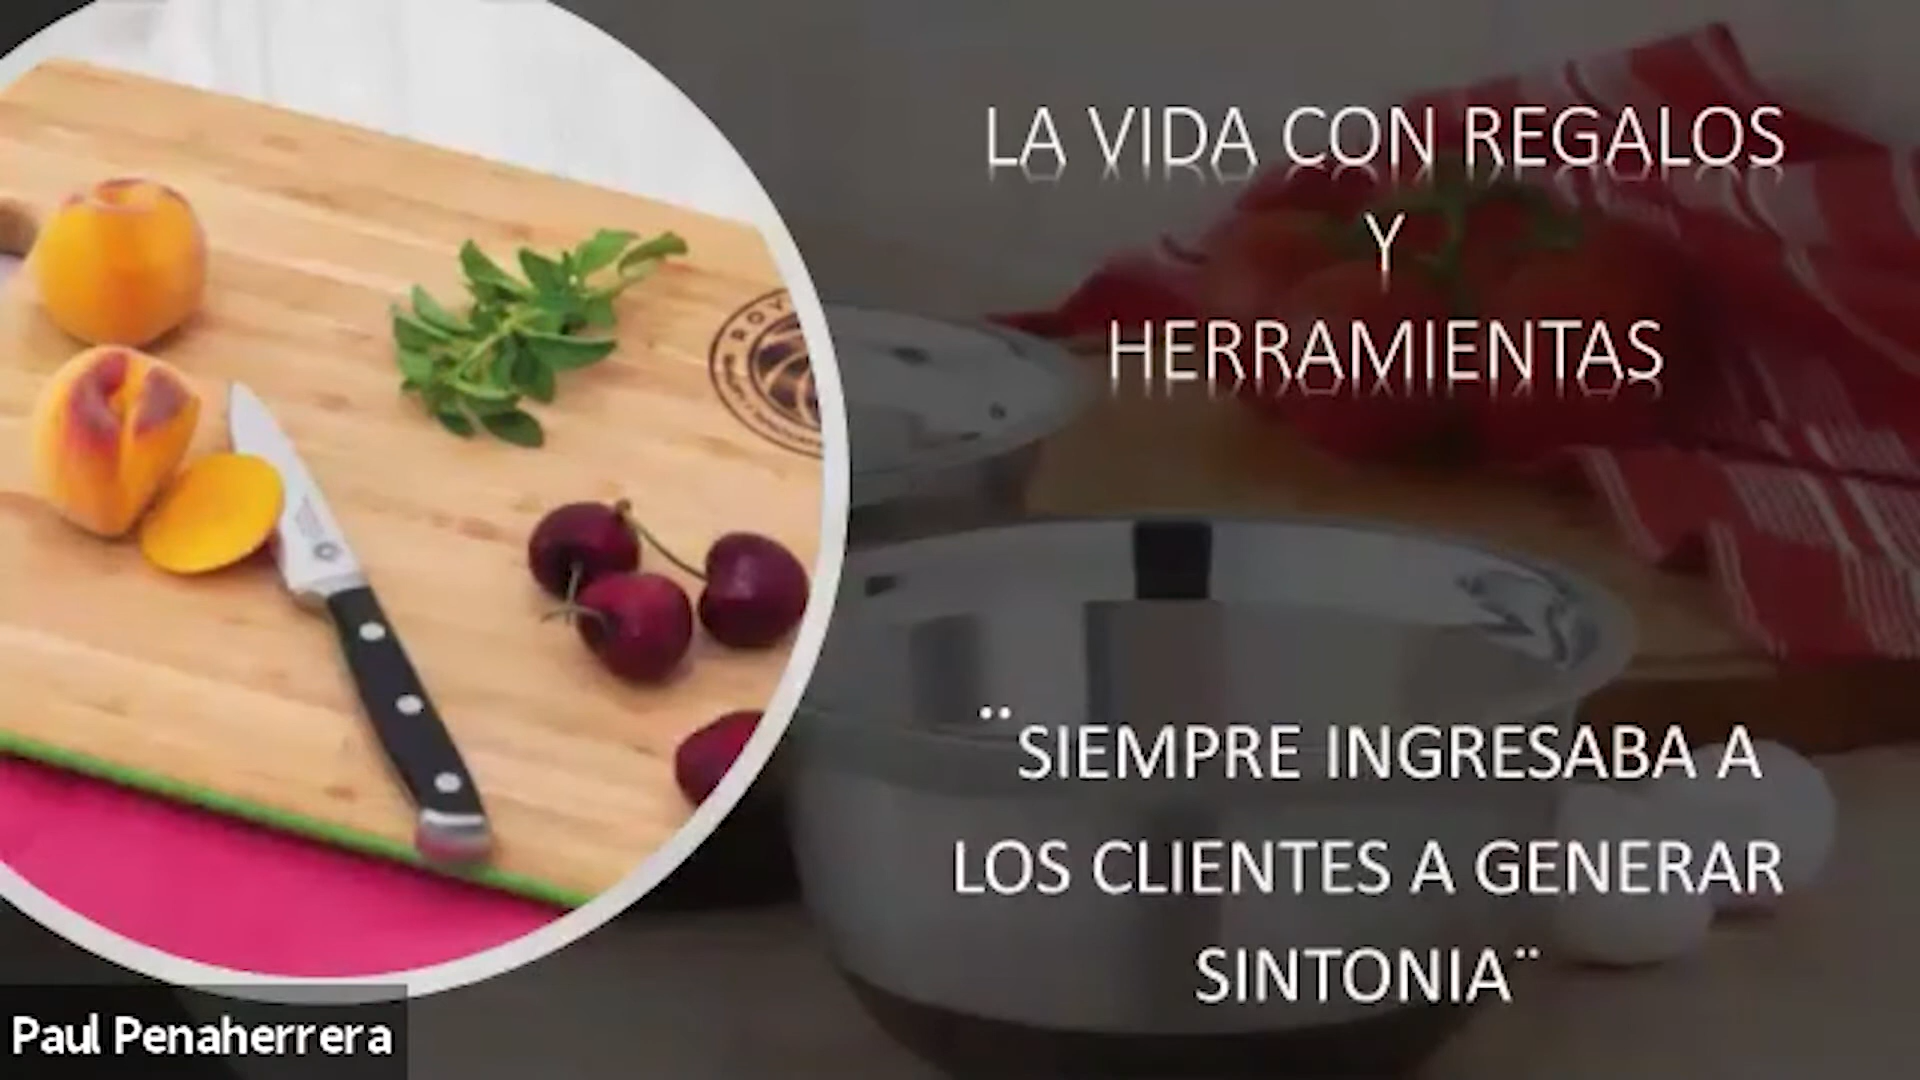 LA VIDA CON REGALOS
Y
HERRAMIENTAS
¨SIEMPRE INGRESABA A
LOS CLIENTES A GENERAR
SINTONIA¨
Paul Penaherrera